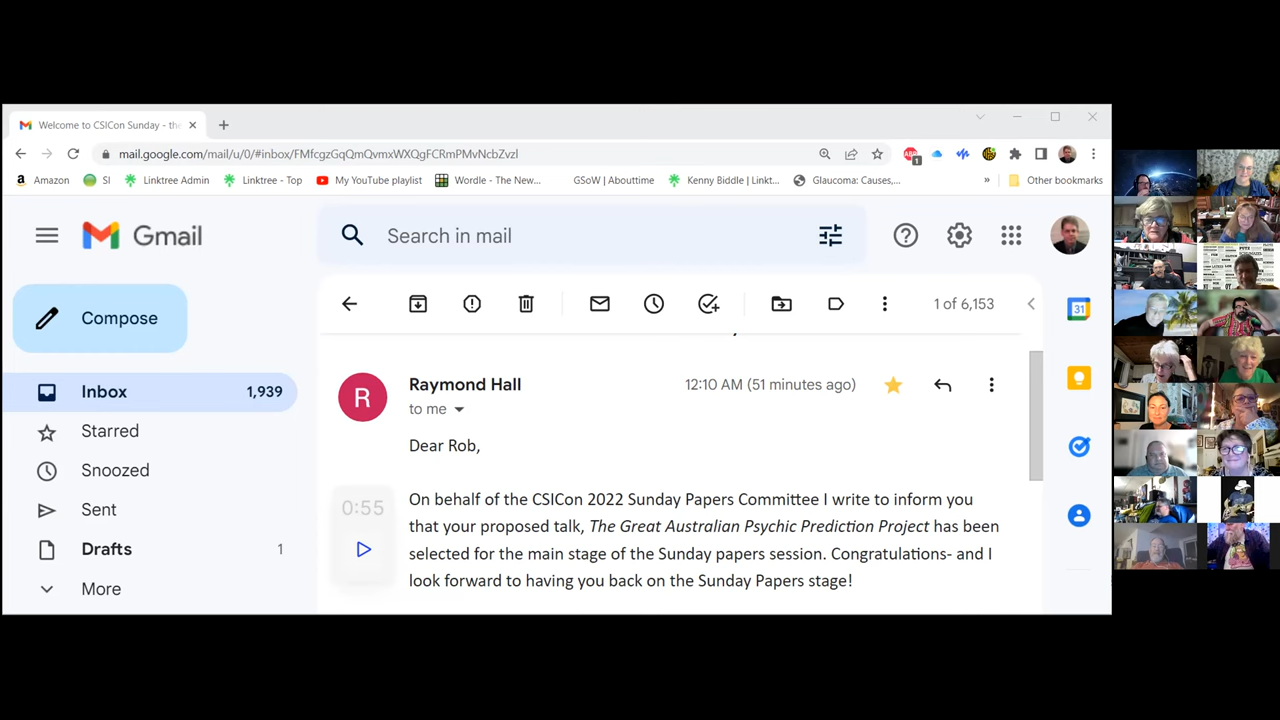 Welcome to CSICon Sunday - the
mail.google.com/mail/u/0/#inbox/FMfcgzGqQmQvmxWXQgFCRmPMvNcbZvzl
Amazon SI Linktree Admin Linktree - Top My YouTube playlist Wordle - The New... GSoW | Abouttime Kenny Biddle | Linkt... Glaucoma: Causes,... » Other bookmarks
Gmail
Search in mail
Compose
1 of 6,153
31
Inbox 1,939
Starred
Snoozed
Sent
Drafts 1
More
R
Raymond Hall 12:10 AM (51 minutes ago)
to me
Dear Rob,
0:55
On behalf of the CSICon 2022 Sunday Papers Committee I write to inform you
that your proposed talk, The Great Australian Psychic Prediction Project has been
selected for the main stage of the Sunday papers session. Congratulations- and I
look forward to having you back on the Sunday Papers stage!